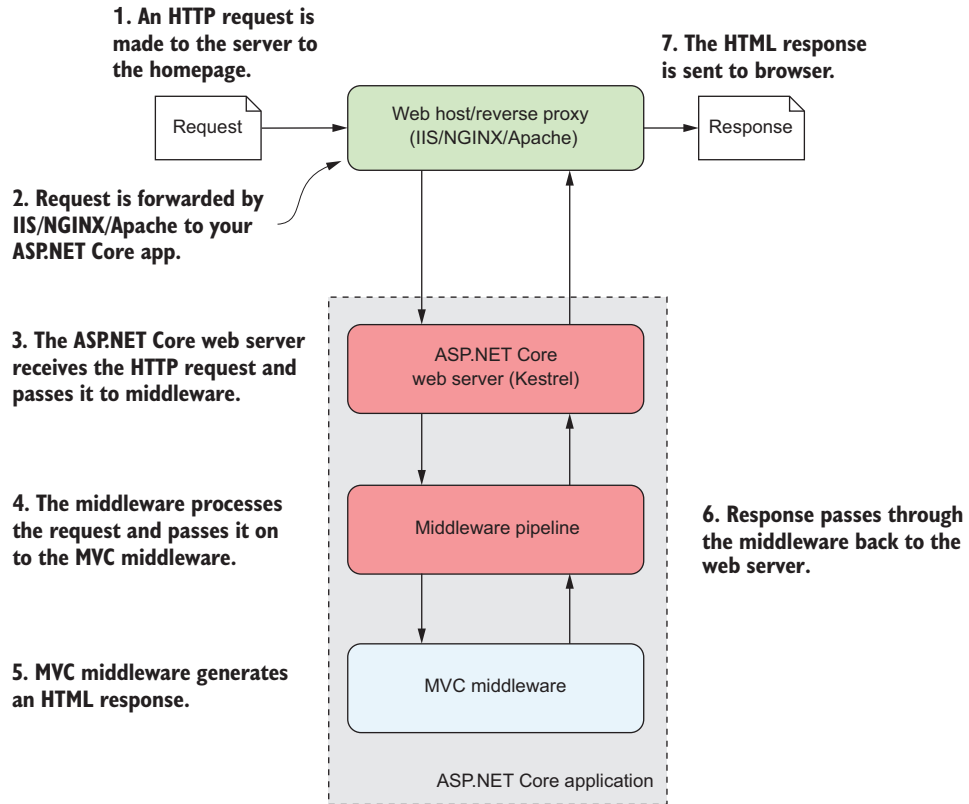 1. An HTTP request is
made to the server to
the homepage.
7. The HTML response
is sent to browser.
Request
Web host/reverse proxy
(IIS/NGINX/Apache)
Response
2. Request is forwarded by
IIS/NGINX/Apache to your
ASP.NET Core app.
3. The ASP.NET Core web server
receives the HTTP request and
passes it to middleware.
ASP.NET Core
web server (Kestrel)
4. The middleware processes
the request and passes it on
to the MVC middleware.
Middleware pipeline
6. Response passes through
the middleware back to the
web server.
5. MVC middleware generates
an HTML response.
MVC middleware
ASP.NET Core application